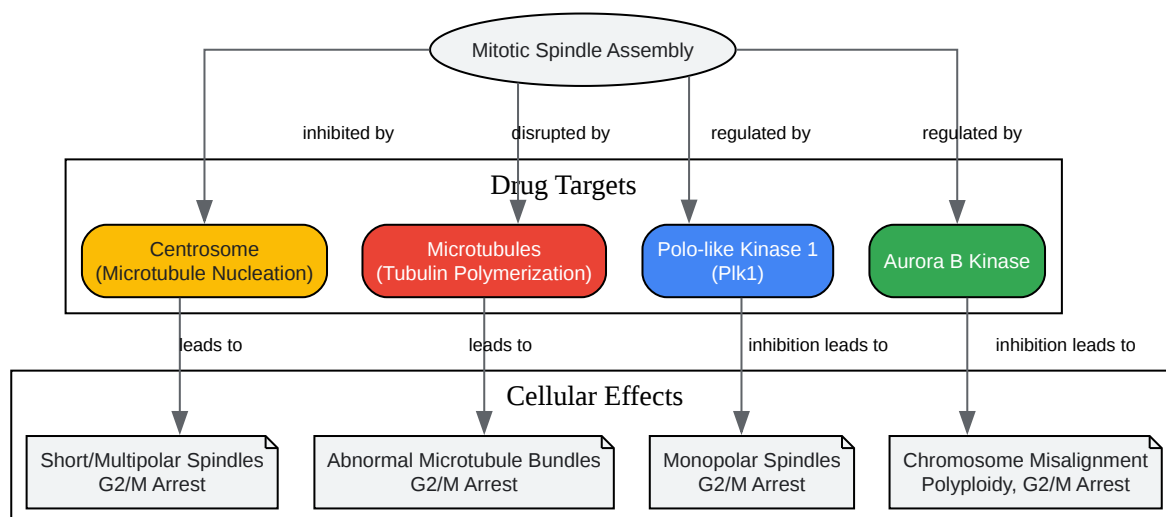 Mitotic Spindle Assembly
inhibited by
disrupted by
regulated by
regulated by
Drug Targets
Centrosome
(Microtubule Nucleation)
Microtubules
(Tubulin Polymerization)
Polo-like Kinase 1
(Plk1)
Aurora B Kinase
leads to
leads to
inhibition leads to
inhibition leads to
Cellular Effects
Short/Multipolar Spindles
G2/M Arrest
Abnormal Microtubule Bundles
G2/M Arrest
Monopolar Spindles
G2/M Arrest
Chromosome Misalignment
Polyploidy, G2/M Arrest